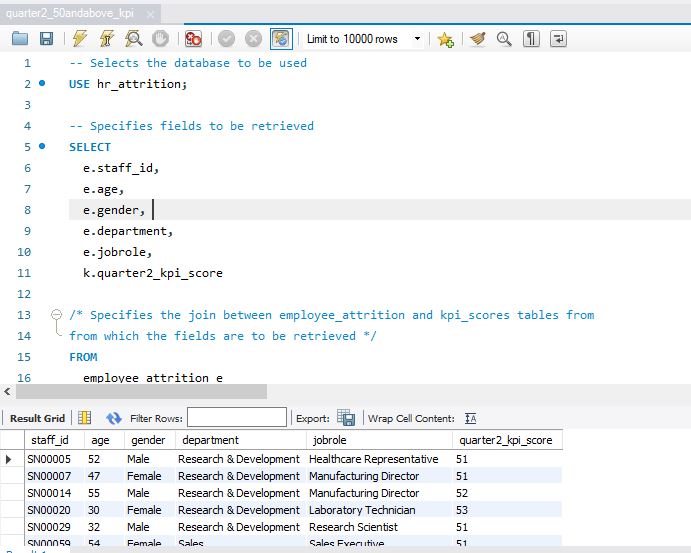 quarter2_50andabove_kpi
Limit to 10000 rows
1 -- Selects the database to be used
2 USE hr_attrition;
3
4 -- Specifies fields to be retrieved
5 SELECT
6 e.staff_id,
7 e.age,
8 e.gender,
9 e.department,
10 e.jobrole,
11 k.quarter2_kpi_score
12
13 /* Specifies the join between employee_attrition and kpi_scores tables from
14 from which the fields are to be retrieved */
15 FROM
16 employee_attrition e
Result Grid Filter Rows: Export: Wrap Cell Content:
staff_id age gender department jobrole quarter2_kpi_score
SN00005 52 Male Research & Development Healthcare Representative 51
SN00007 47 Female Research & Development Manufacturing Director 51
SN00014 55 Male Research & Development Manufacturing Director 52
SN00020 30 Female Research & Development Laboratory Technician 53
SN00029 32 Male Research & Development Research Scientist 51
SN00059 54 Female Sales Sales Executive 51